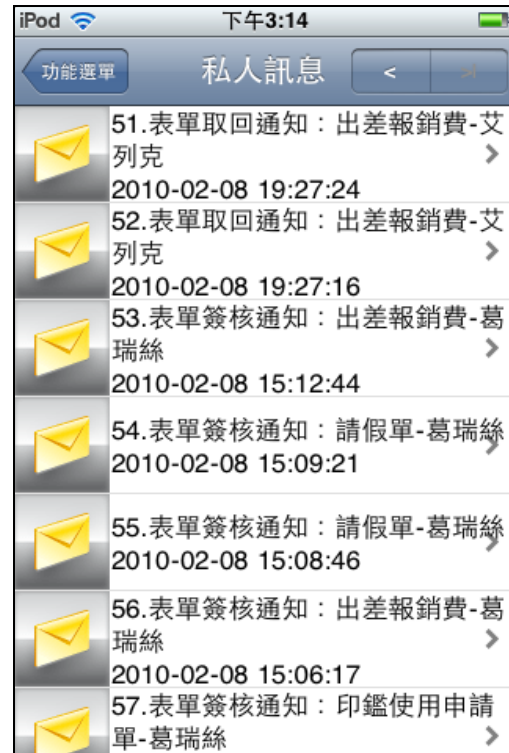 iPod 下午3:14
功能選單 私人訊息 <
51.表單取回通知：出差報銷費-艾
列克
2010-02-08 19:27:24
52.表單取回通知：出差報銷費-艾
列克
2010-02-08 19:27:16
53.表單簽核通知：出差報銷費-葛
瑞絲
2010-02-08 15:12:44
54.表單簽核通知：請假單-葛瑞絲
2010-02-08 15:09:21
55.表單簽核通知：請假單-葛瑞絲
2010-02-08 15:08:46
56.表單簽核通知：出差報銷費-葛
瑞絲
2010-02-08 15:06:17
57.表單簽核通知：印鑑使用申請
單-葛瑞絲